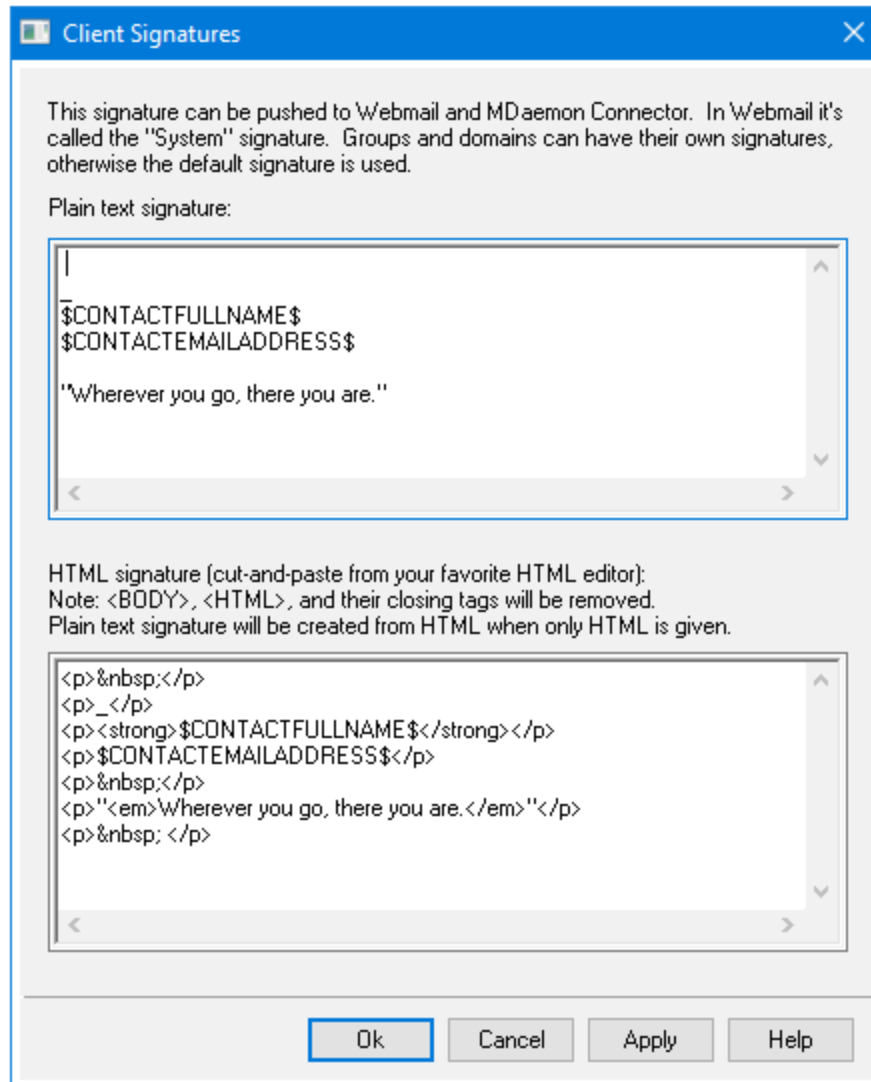 Client Signatures
This signature can be pushed to Webmail and MDaemon Connector.  In Webmail it's
called the "System" signature.  Groups and domains can have their own signatures,
otherwise the default signature is used.
Plain text signature:
_
$CONTACTFULLNAME$
$CONTACTEMAILADDRESS$
"Wherever you go, there you are."
HTML signature (cut-and-paste from your favorite HTML editor):
Note: <BODY>, <HTML>, and their closing tags will be removed.
Plain text signature will be created from HTML when only HTML is given.
<p>&nbsp;</p>
<p>_</p>
<p><strong>$CONTACTFULLNAME$</strong></p>
<p>$CONTACTEMAILADDRESS$</p>
<p>&nbsp;</p>
<p>"<em>Wherever you go, there you are.</em>"</p>
<p>&nbsp; </p>
Ok Cancel Apply Help